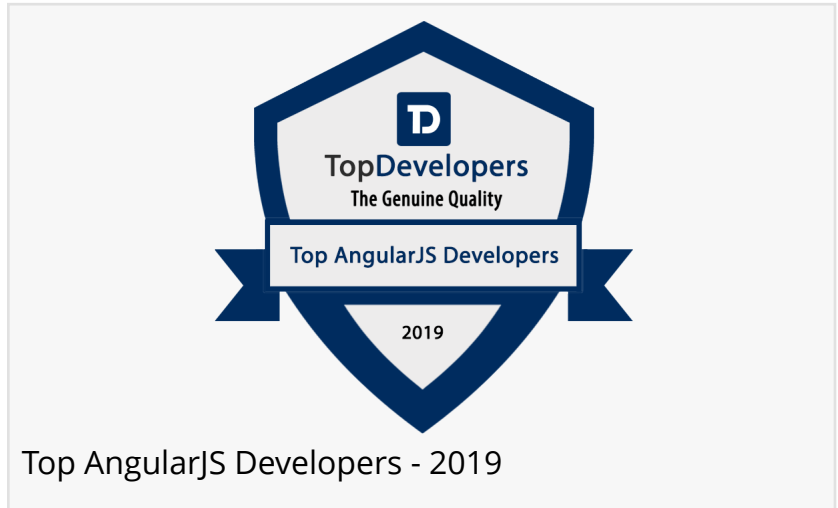 TD
TopDevelopers
The Genuine Quality
Top AngularJS Developers
2019
Top AngularJS Developers - 2019